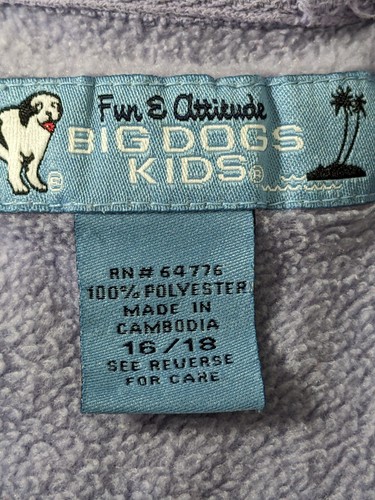 Fun & Attitude
BIG DOGS
KIDS®
RN# 64776
100% POLYESTER
MADE IN
CAMBODIA
16/18
SEE REVERSE
FOR CARE